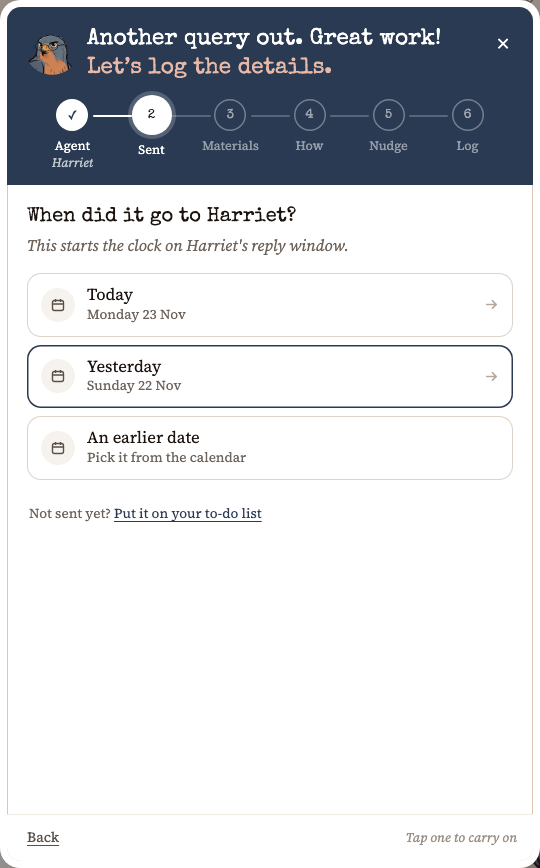 Another query out. Great work!
Let's log the details.
✓
2
3
4
5
6
Agent
Sent
Materials
How
Nudge
Log
Harriet
When did it go to Harriet?
This starts the clock on Harriet's reply window.
Today
Monday 23 Nov
Yesterday
Sunday 22 Nov
An earlier date
Pick it from the calendar
Not sent yet? Put it on your to-do list
Back
Tap one to carry on